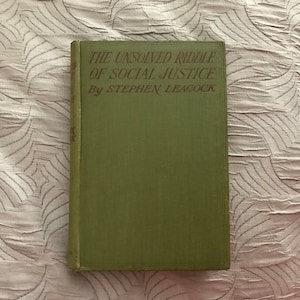 THE UNSOLVED RIDDLE
OF SOCIAL JUSTICE
By STEPHEN LEACOCK